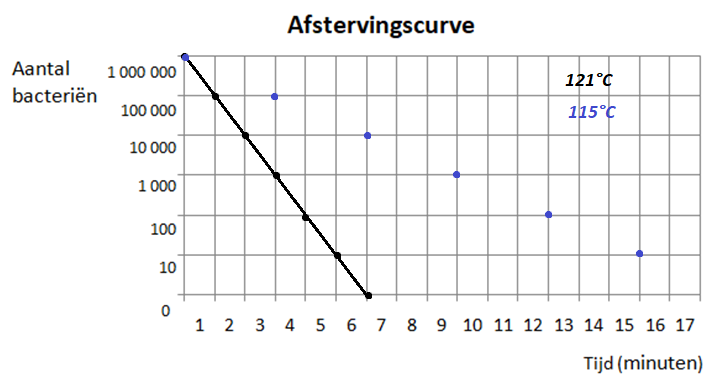 Afstervingscurve
Aantal
bacteriën
1 000 000
100 000
10 000
1 000
100
10
0
121°C
115°C
1 2 3 4 5 6 7 8 9 10 11 12 13 14 15 16 17
Tijd (minuten)